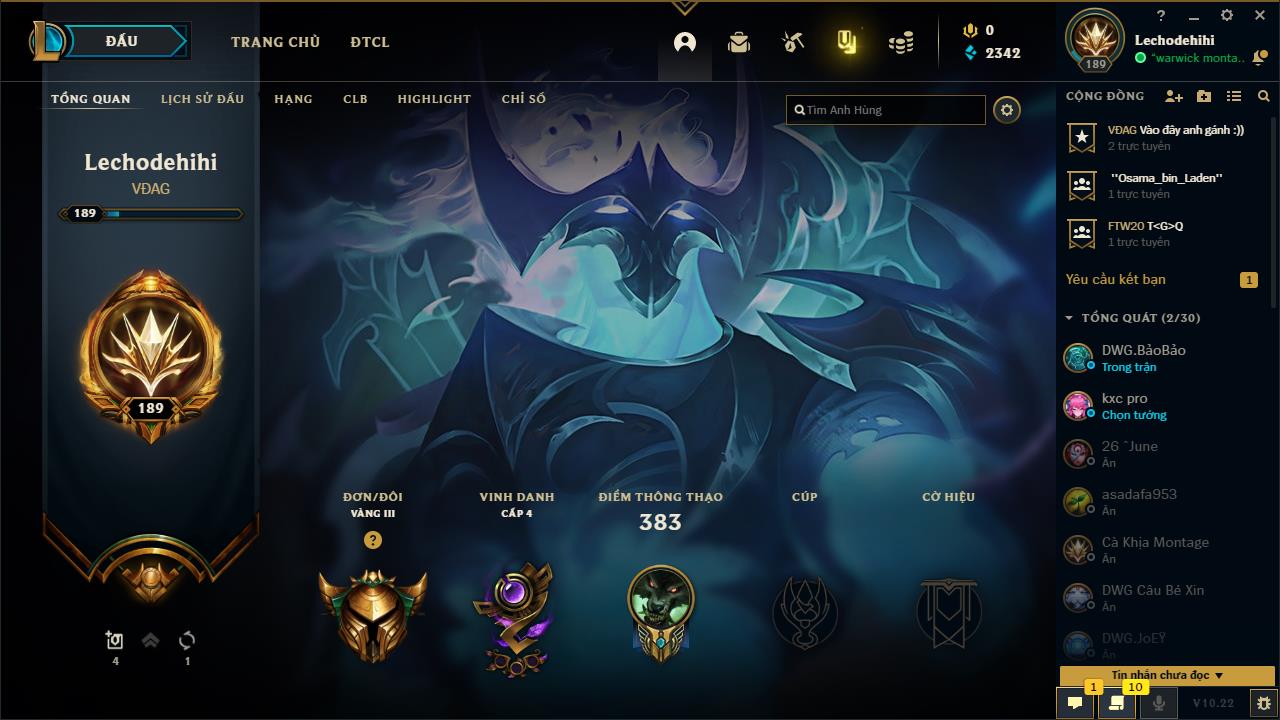 ĐẤU
TRANG CHỦ
ĐTCL
0
2342
?
Lechodehihi
189
"warwick monta..
TỔNG QUAN
LỊCH SỬ ĐẤU
HẠNG
CLB
HIGHLIGHT
CHỈ SỐ
Tìm Anh Hùng
Lechodehihi
VĐAG
189
189
4
1
ĐƠN/ĐÔI
VÀNG III
?
VINH DANH
CẤP 4
ĐIỂM THÔNG THẠO
383
CÚP
CỜ HIỆU
CỘNG ĐỒNG
VĐAG Vào đây anh gánh :))
2 trực tuyến
"Osama_bin_Laden"
1 trực tuyến
FTW20 T<G>Q
1 trực tuyến
Yêu cầu kết bạn
1
TỔNG QUÁT (2/30)
DWG.BảoBảo
Trong trận
kxc pro
Chọn tướng
26 ˆJune
Ẩn
asadafa953
Ẩn
Cà Khịa Montage
Ẩn
DWG Câu Bé Xin
Ẩn
DWG.JoEŸ
Ẩn
Tin nhắn chưa đọc
1
10
V10.22